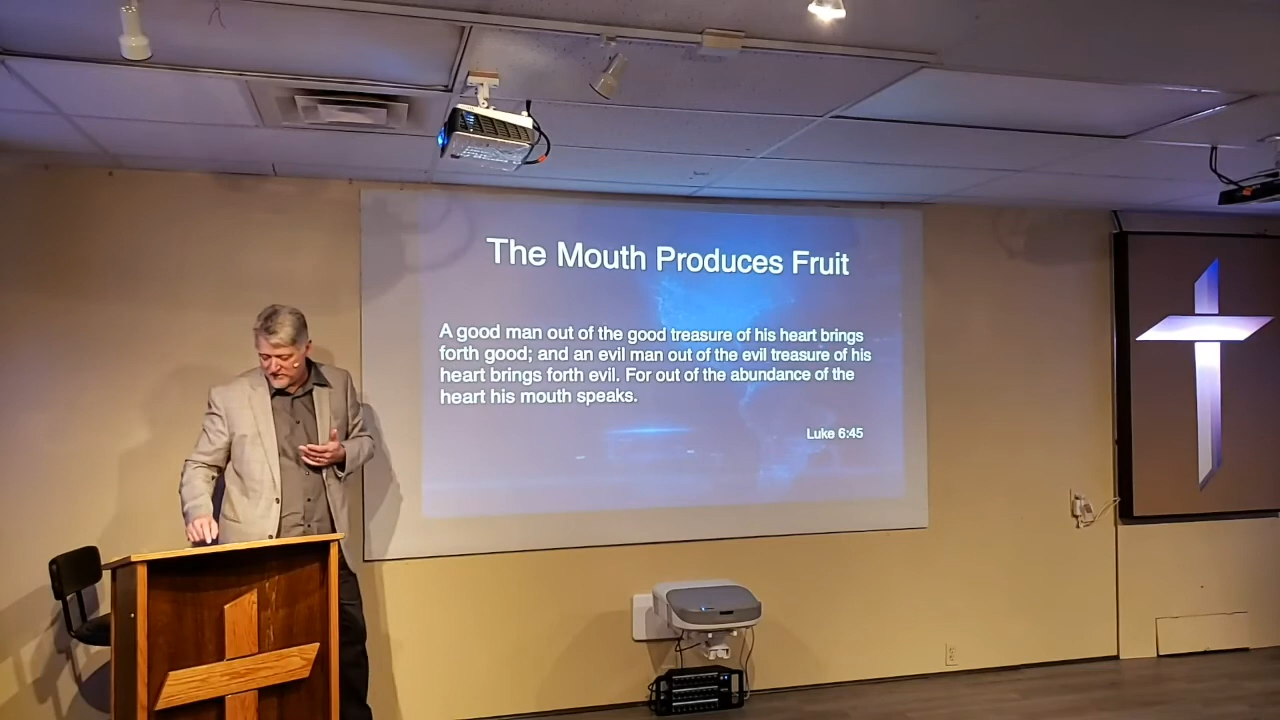 The Mouth Produces Fruit
A good man out of the good treasure of his heart brings
forth good; and an evil man out of the evil treasure of his
heart brings forth evil. For out of the abundance of the
heart his mouth speaks.
Luke 6:45